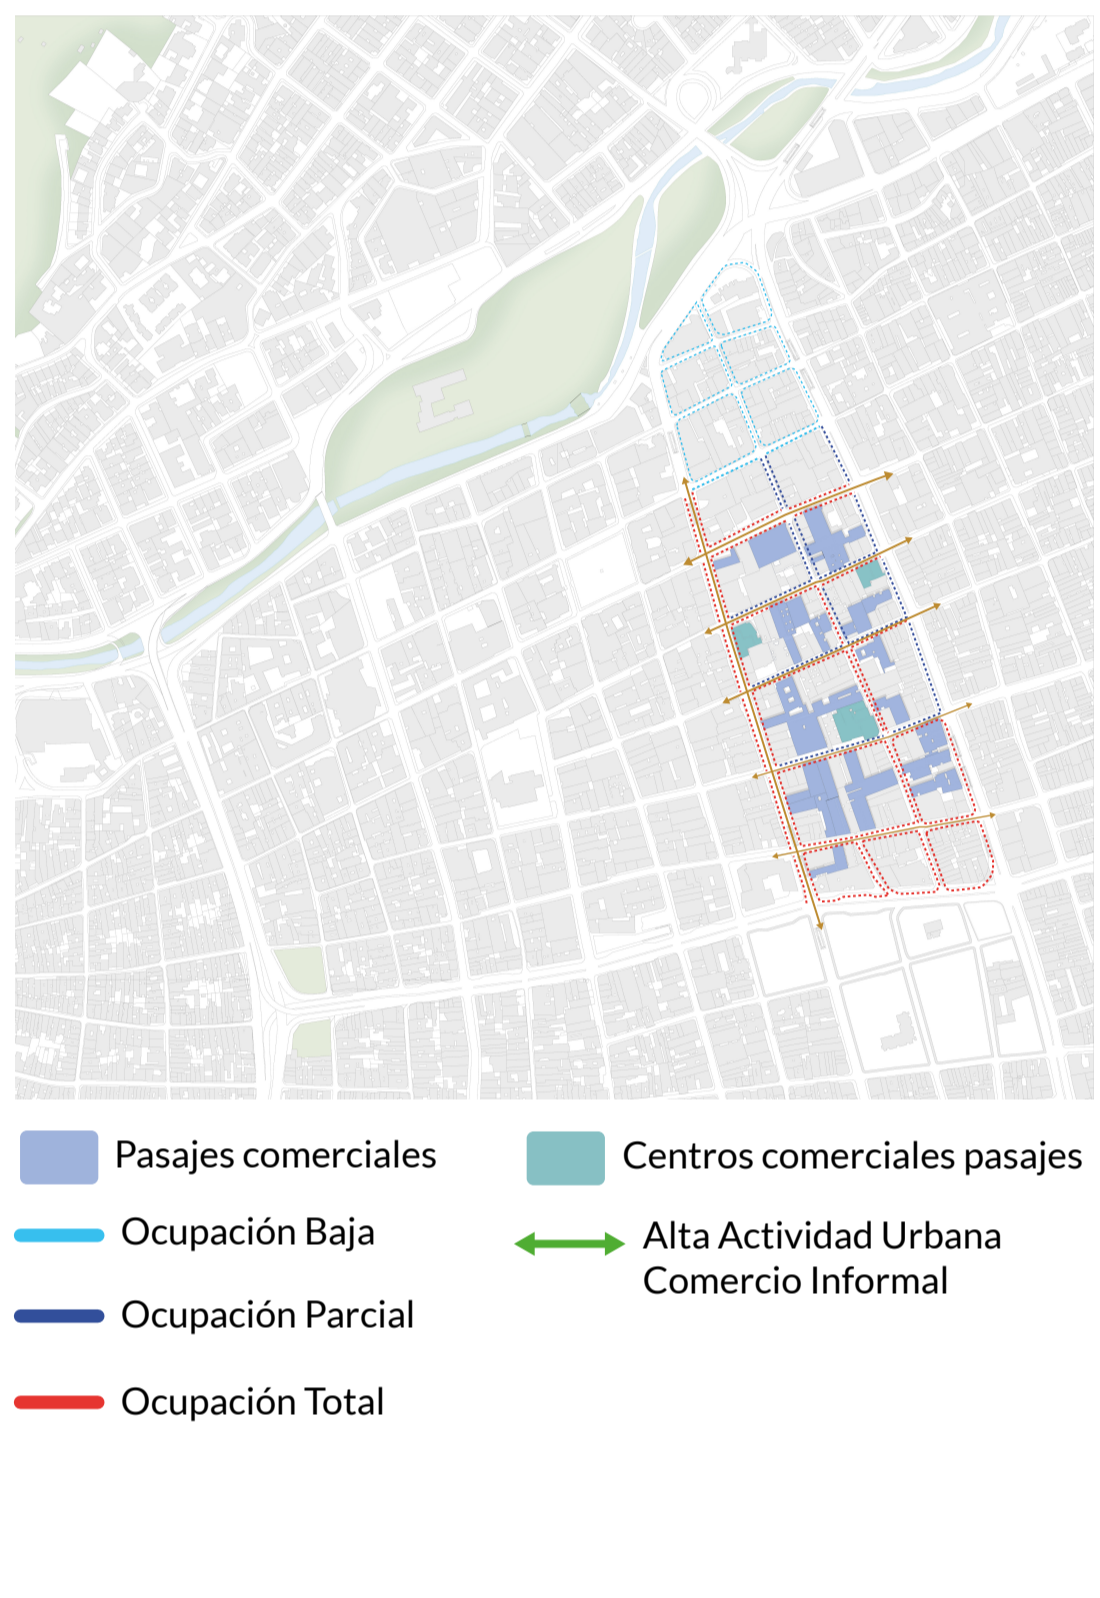 Pasajes comerciales
Centros comerciales pasajes
Ocupación Baja
Alta Actividad Urbana
Comercio Informal
Ocupación Parcial
Ocupación Total